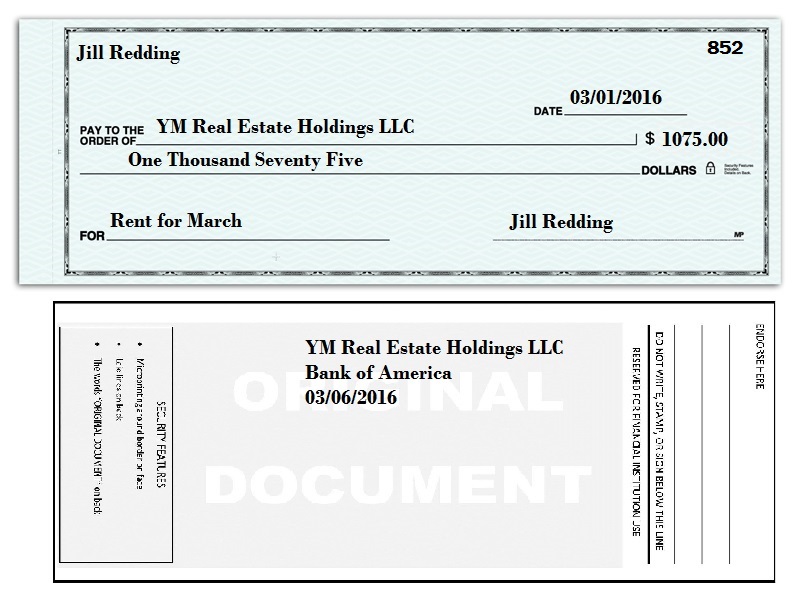 Jill Redding
852
DATE 03/01/2016
PAY TO THE
ORDER OF YM Real Estate Holdings LLC $ 1075.00
One Thousand Seventy Five DOLLARS
Security Features
Included.
Details on Back.
FOR Rent for March Jill Redding
MP
YM Real Estate Holdings LLC
Bank of America
03/06/2016
ORIGINAL
DOCUMENT
ENDORSE HERE
DO NOT WRITE, STAMP, OR SIGN BELOW THIS LINE
RESERVED FOR FINANCIAL INSTITUTION USE
SECURITY FEATURES
• Microprinting around border on face
• lines on back
• The words "ORIGINAL DOCUMENT" on back